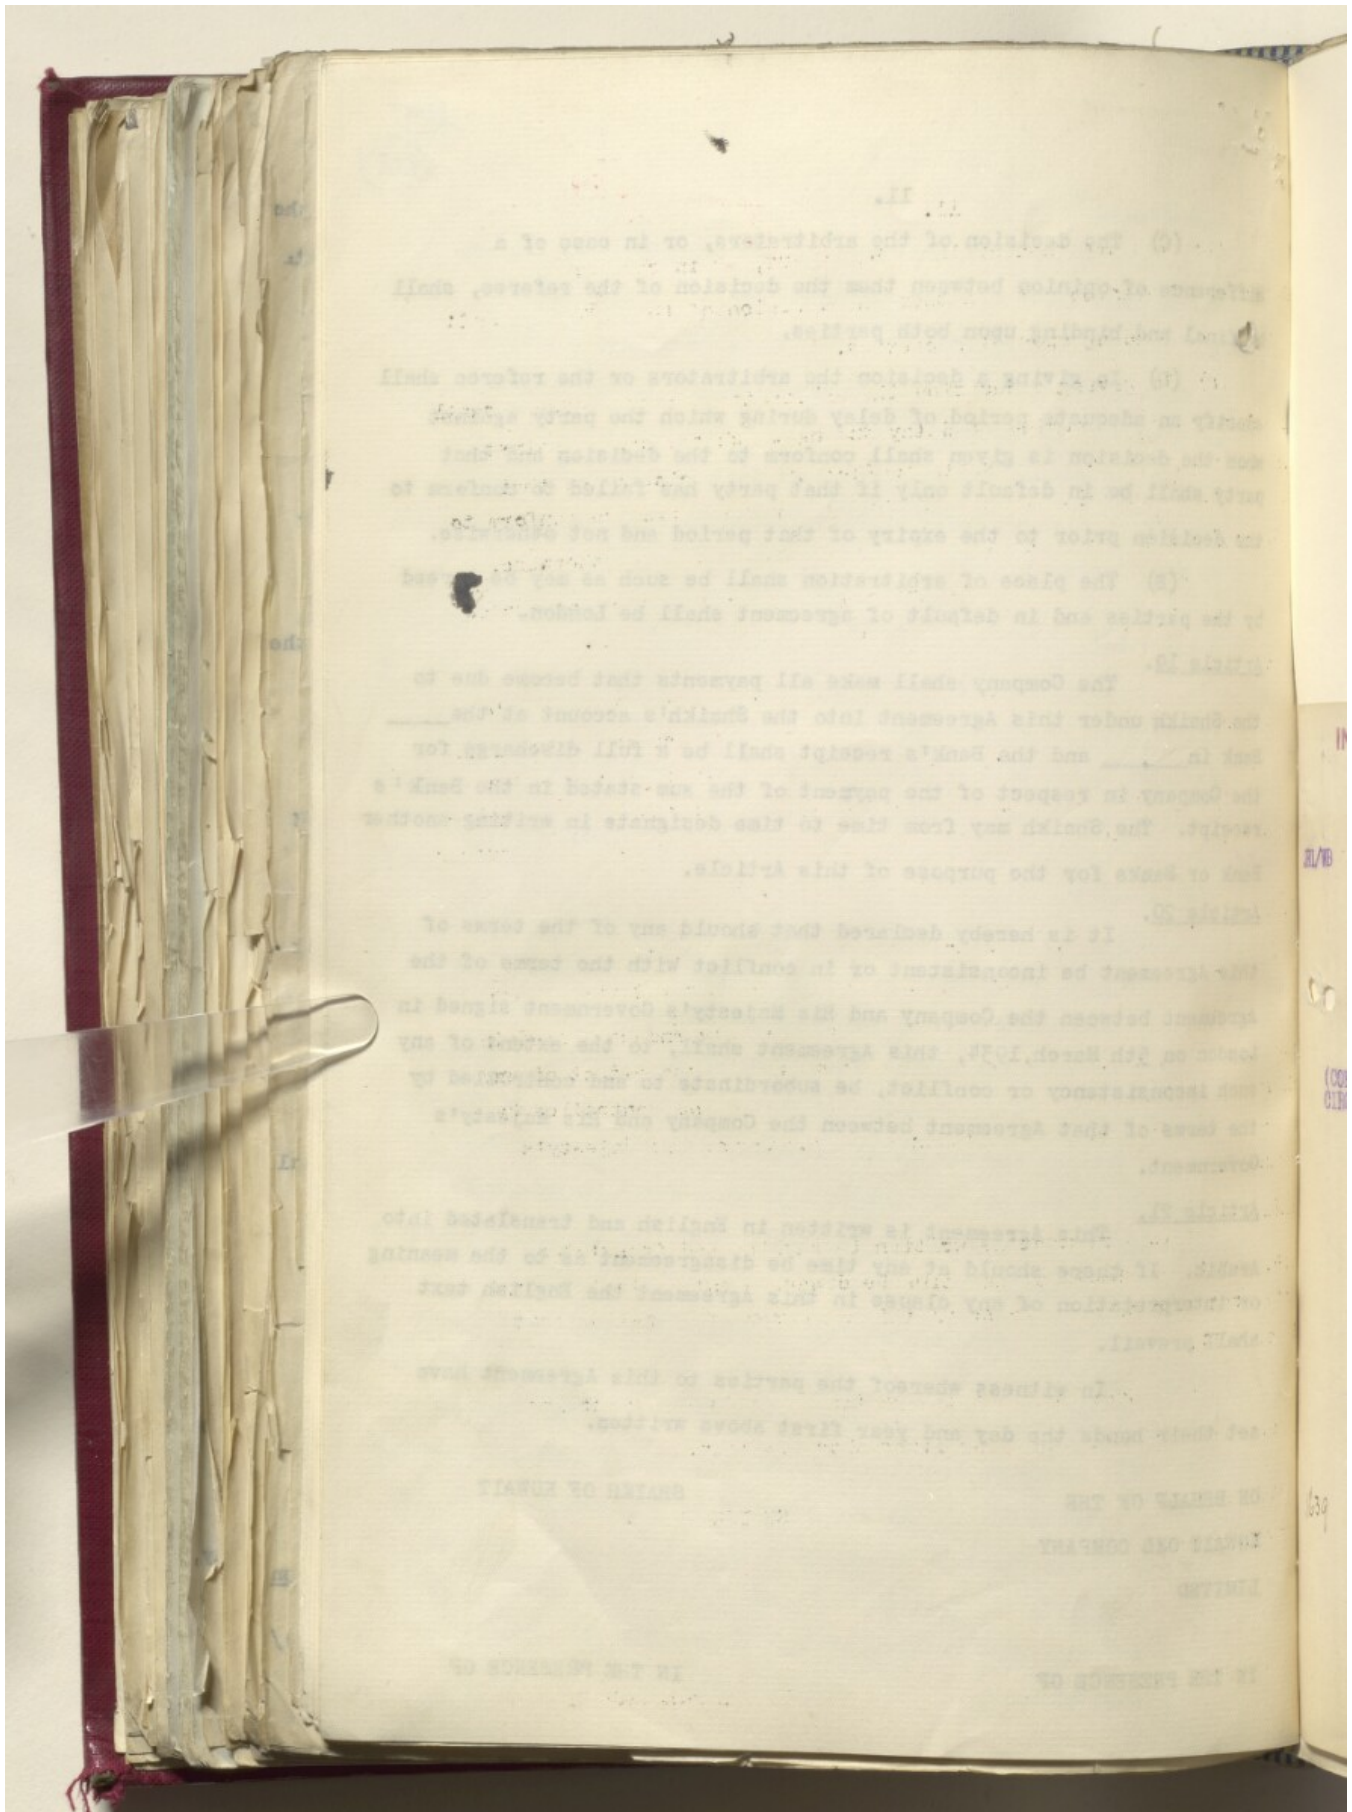 11.
(C) The decision of the arbitrators, or in case of a
difference of opinion between them the decision of the referee, shall
final and binding upon both parties.
(D) In giving a decision the arbitrators or the referee shall
specify an adequate period of delay during which the party against
whom the decision is given shall conform to the decision and that
party shall be in default only if that party has failed to conform to
the decision prior to the expiry of that period and not otherwise.
(E) The place of arbitration shall be such as may be agreed
by the parties and in default of agreement shall be London.
Article 19.
The Company shall make all payments that become due to
the Shaikh under this Agreement into the Shaikh's account at the____
Bank in ____ and the Bank's receipt shall be a full discharge for
the Company in respect of the payment of the sum stated in the Bank's
receipt. The Shaikh may from time to time designate in writing another
Bank or Banks for the purpose of this Article.
Article 20.
It is hereby declared that should any of the terms of
this Agreement be inconsistent or in conflict with the terms of the
Agreement between the Company and His Majesty's Government signed in
London on 5th March, 1934, this Agreement shall, to the extent of any
such inconsistency or conflict, be subordinate to and controlled by
the terms of that Agreement between the Company and His Majesty's
Government.
Article 21.
This Agreement is written in English and translated into
Arabic. If there should at any time be disagreement as to the meaning
or interpretation of any clause in this Agreement the English text
shall prevail.
In witness whereof the parties to this Agreement have
set their hands the day and year first above written.
ON BEHALF OF THE SHAIKH OF KUWAIT
KUWAIT OIL COMPANY
LIMITED
IN THE PRESENCE OF IN THE PRESENCE OF